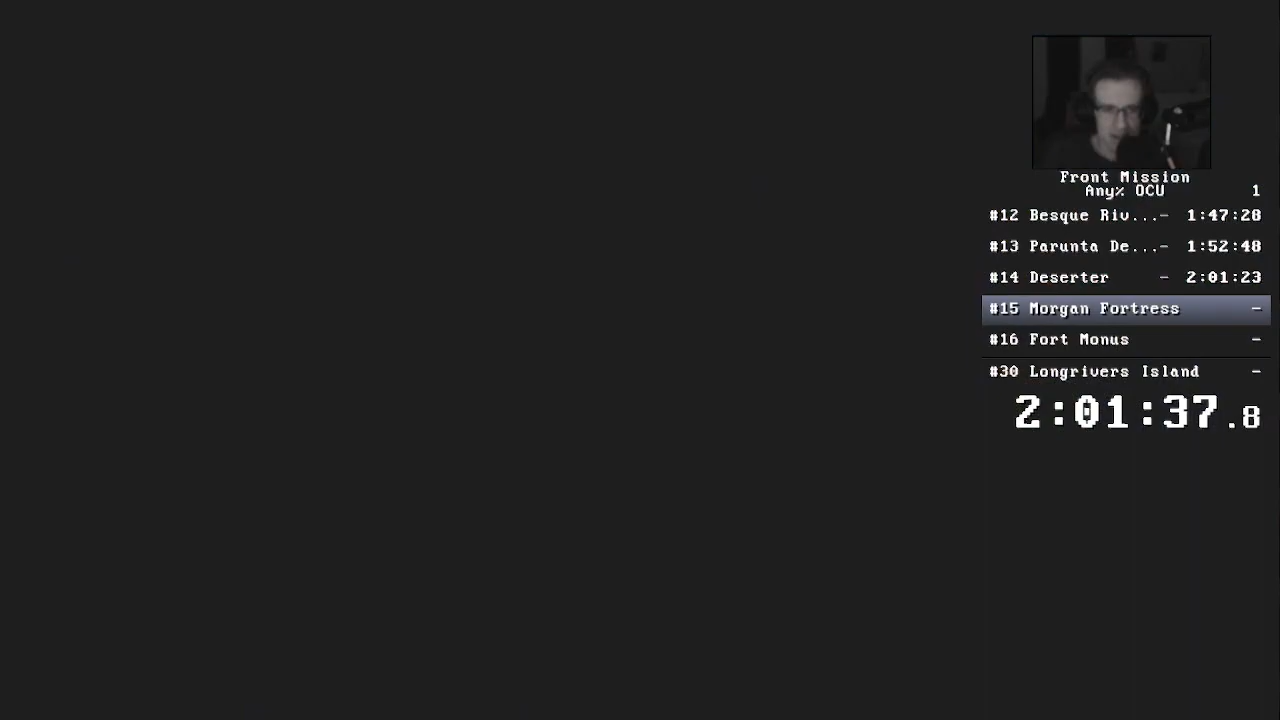 Front Mission
Any% OCU 1
#12 Besque Riv...- 1:47:28
#13 Parunta De...- 1:52:48
#14 Deserter - 2:01:23
#15 Morgan Fortress -
#16 Fort Monus -
#30 Longrivers Island -
2:01:37.8